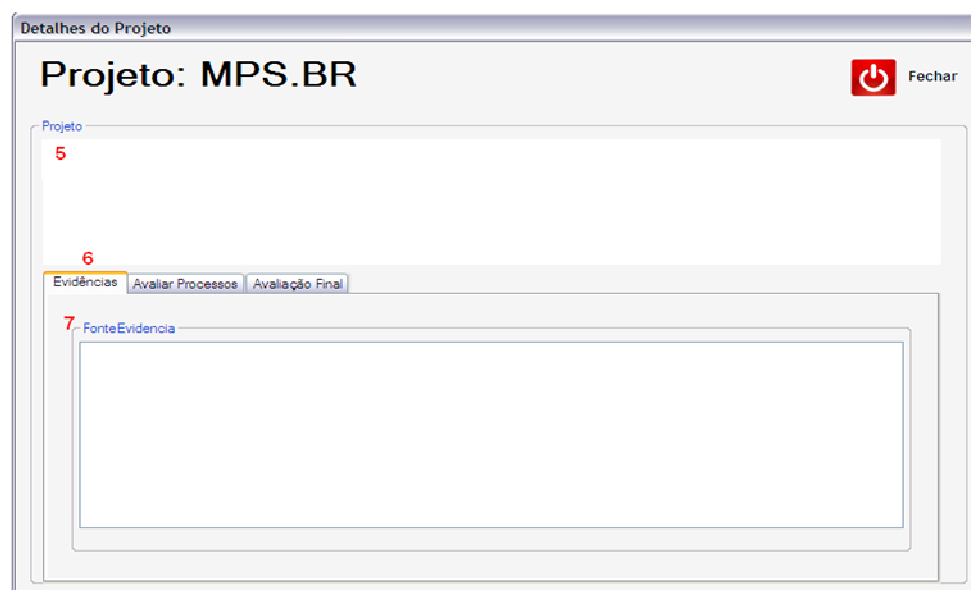 Detalhes do Projeto
Projeto: MPS.BR
Fechar
Projeto
5
6
Evidências Avaliar Processos Avaliação Final
7
FonteEvidencia